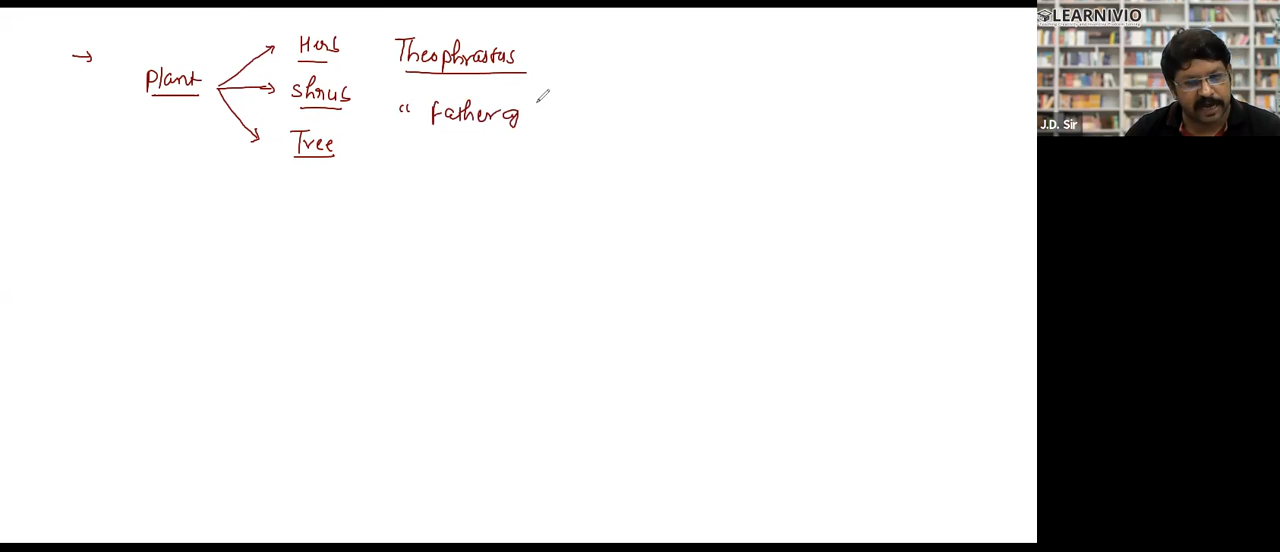 → Plant
Herb
Shrub
Tree
Theophrastus
" father of
LEARNIVIO
J.D. Sir